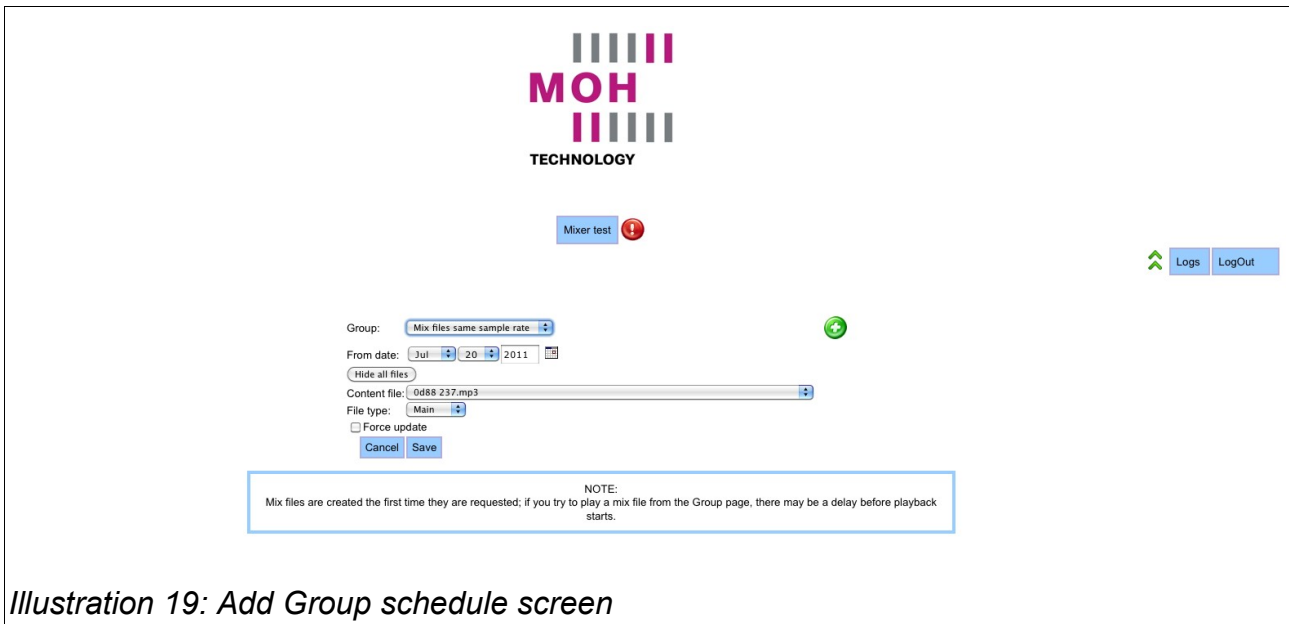 MOH
TECHNOLOGY
Mixer test
Logs LogOut
Group: Mix files same sample rate
From date: Jul 20 2011
Hide all files
Content file: 0d88 237.mp3
File type: Main
Force update
Cancel Save
NOTE:
Mix files are created the first time they are requested; if you try to play a mix file from the Group page, there may be a delay before playback
starts.
Illustration 19: Add Group schedule screen